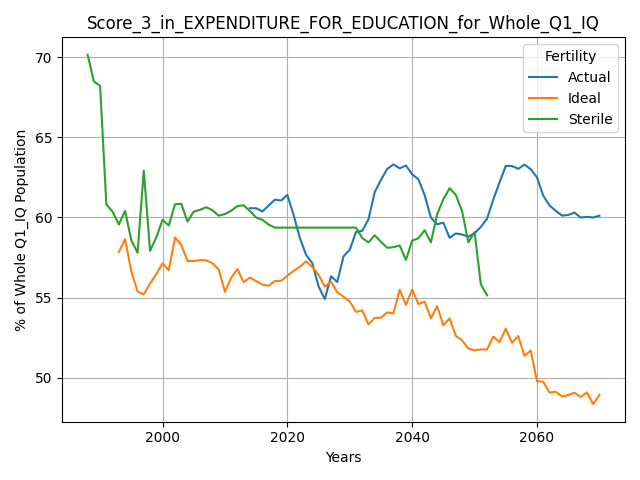 Score_3_in_EXPENDITURE_FOR_EDUCATION_for_Whole_Q1_IQ
% of Whole Q1_IQ Population
70
65
60
55
50
Fertility
Actual
Ideal
Sterile
2000 2020 2040 2060
Years